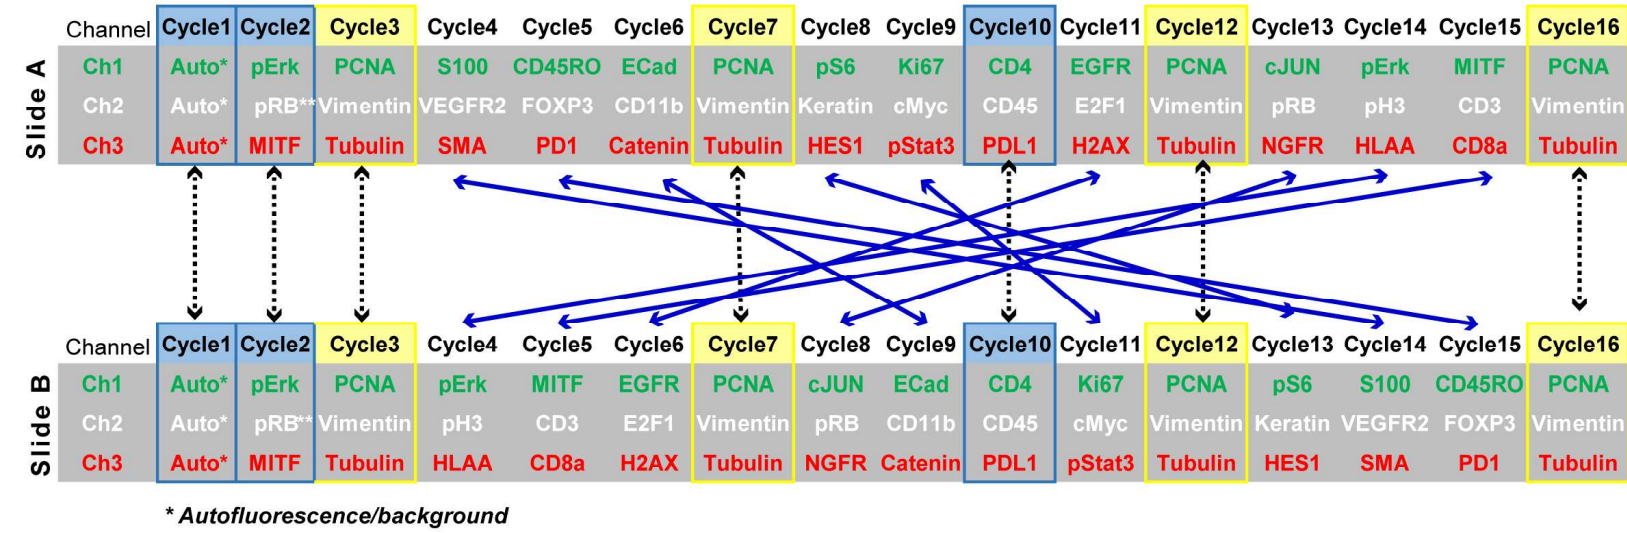 Channel Cycle1 Cycle2 Cycle3 Cycle4 Cycle5 Cycle6 Cycle7 Cycle8 Cycle9 Cycle10 Cycle11 Cycle12 Cycle13 Cycle14 Cycle15 Cycle16
Slide A
Ch1 Auto* pErk PCNA S100 CD45RO ECad PCNA pS6 Ki67 CD4 EGFR PCNA cJUN pErk MITF PCNA
Ch2 Auto* pRB** Vimentin VEGFR2 FOXP3 CD11b Vimentin Keratin cMyc CD45 E2F1 Vimentin pRB pH3 CD3 Vimentin
Ch3 Auto* MITF Tubulin SMA PD1 Catenin Tubulin HES1 pStat3 PDL1 H2AX Tubulin NGFR HLAA CD8a Tubulin
Channel Cycle1 Cycle2 Cycle3 Cycle4 Cycle5 Cycle6 Cycle7 Cycle8 Cycle9 Cycle10 Cycle11 Cycle12 Cycle13 Cycle14 Cycle15 Cycle16
Slide B
Ch1 Auto* pErk PCNA pErk MITF EGFR PCNA cJUN ECad CD4 Ki67 PCNA pS6 S100 CD45RO PCNA
Ch2 Auto* pRB** Vimentin pH3 CD3 E2F1 Vimentin pRB CD11b CD45 cMyc Vimentin Keratin VEGFR2 FOXP3 Vimentin
Ch3 Auto* MITF Tubulin HLAA CD8a H2AX Tubulin NGFR Catenin PDL1 pStat3 Tubulin HES1 SMA PD1 Tubulin
* Autofluorescence/background